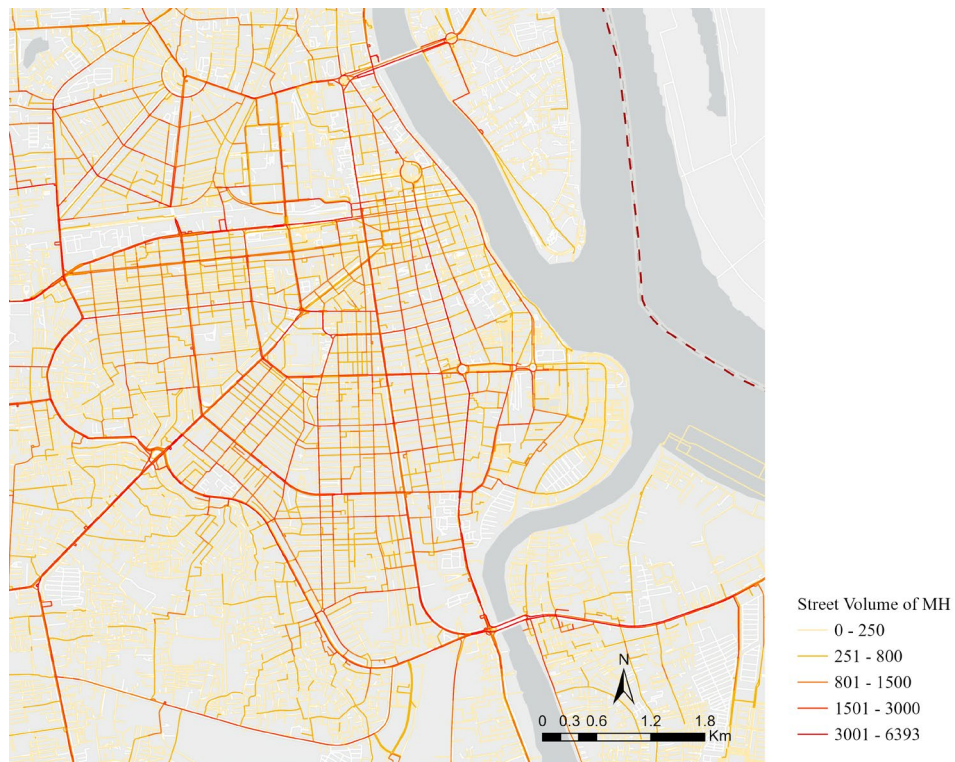 Street Volume of MH
0 - 250
251 - 800
801 - 1500
1501 - 3000
3001 - 6393
N
0 0.3 0.6 1.2 1.8
Km